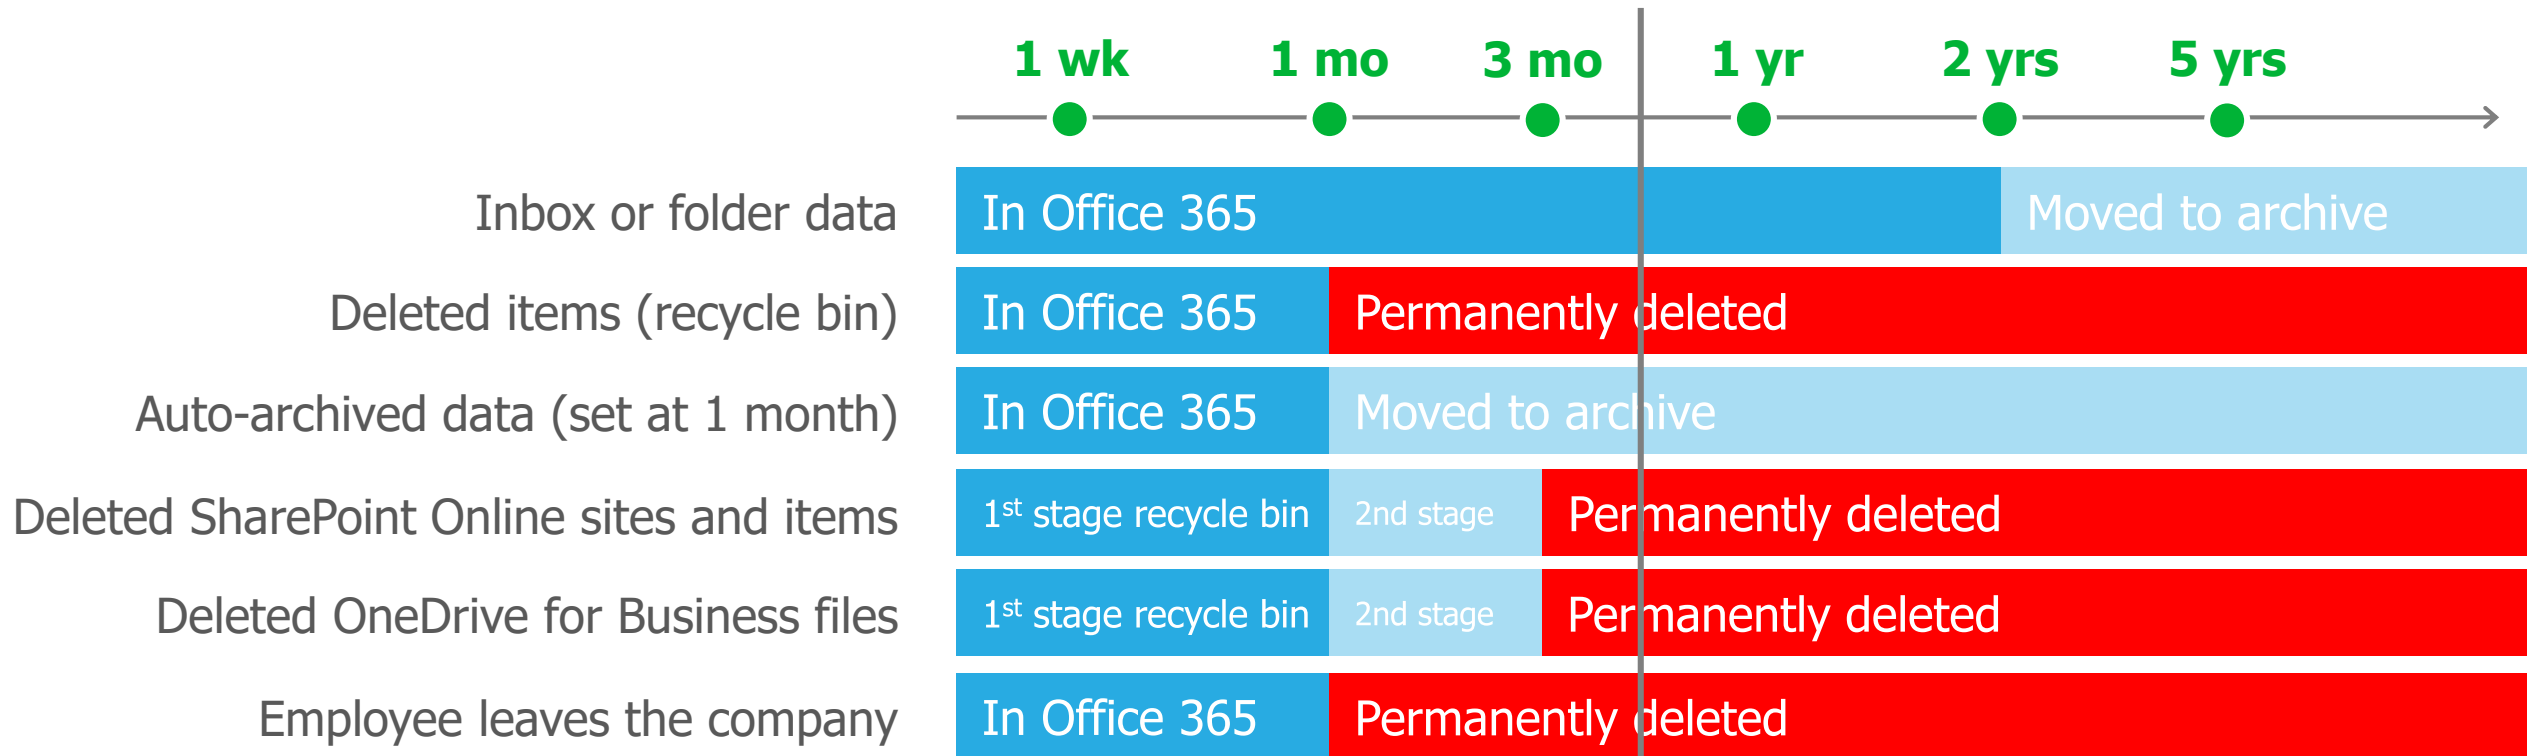 1 wk 1 mo 3 mo 1 yr 2 yrs 5 yrs
Inbox or folder data In Office 365 Moved to archive
Deleted items (recycle bin) In Office 365 Permanently deleted
Auto-archived data (set at 1 month) In Office 365 Moved to archive
Deleted SharePoint Online sites and items 1st stage recycle bin 2nd stage Permanently deleted
Deleted OneDrive for Business files 1st stage recycle bin 2nd stage Permanently deleted
Employee leaves the company In Office 365 Permanently deleted